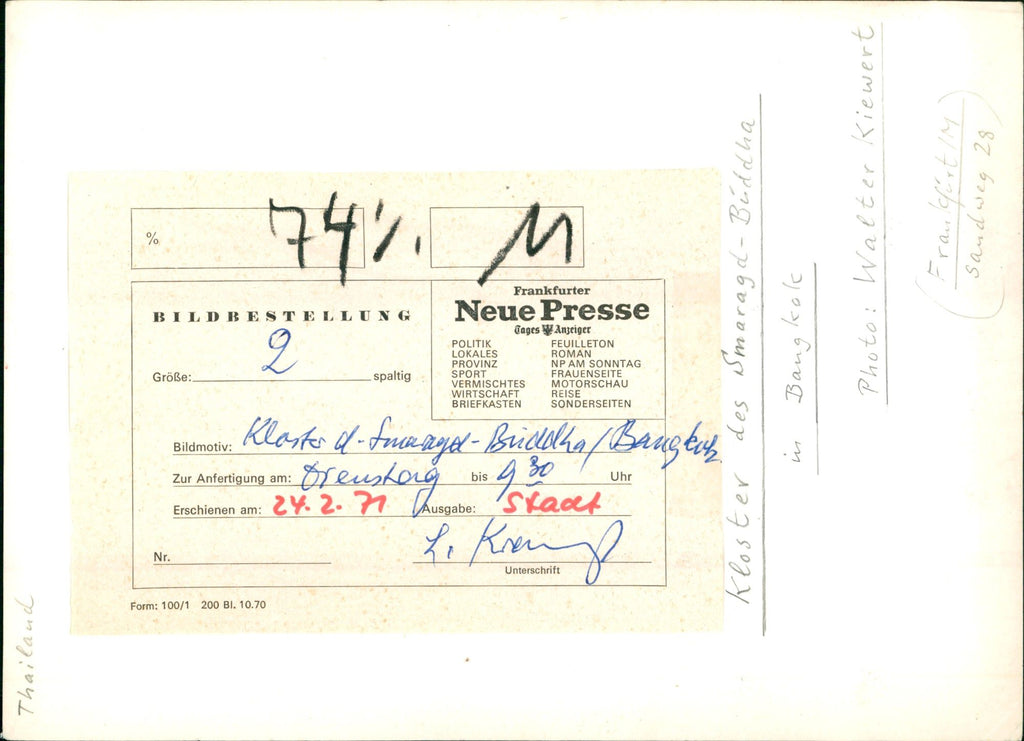 74%
%
M
BILDBESTELLUNG
Größe: 2 spaltig
Frankfurter
Neue Presse
Tages Anzeiger
POLITIK FEUILLETON
LOKALES ROMAN
PROVINZ NP AM SONNTAG
SPORT FRAUENSEITE
VERMISCHTES MOTORSCHAU
WIRTSCHAFT REISE
BRIEFKASTEN SONDERSEITEN
Bildmotiv: Kloster d. Smaragd-Buddha/Bangkok
Zur Anfertigung am: Dienstag bis 9 30 Uhr
Erschienen am: 24.2.71 Ausgabe: Stadt
Nr.
Unterschrift
Form: 100/1 200 Bl. 10.70
Kloster des Smaragd-Buddha
in Bangkok
Photo: Walter Kiewert
(Frankfurt/M
Sandweg 28)
Thailand